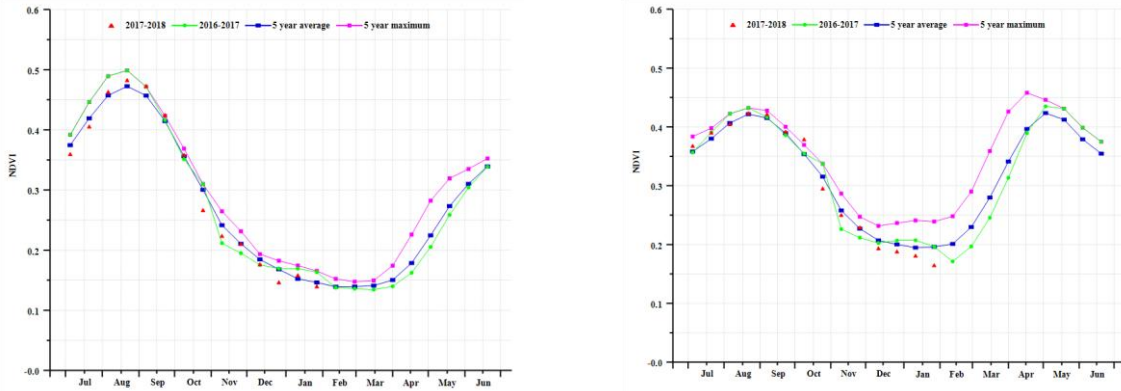 0.6
2017-2018 2016-2017 5 year average 5 year maximum
0.5
0.4
NDVI
0.3
0.2
0.1
-0.0
Jul Aug Sep Oct Nov Dec Jan Feb Mar Apr May Jun
0.6
2017-2018 2016-2017 5 year average 5 year maximum
0.5
0.4
NDVI
0.3
0.2
0.1
-0.0
Jul Aug Sep Oct Nov Dec Jan Feb Mar Apr May Jun